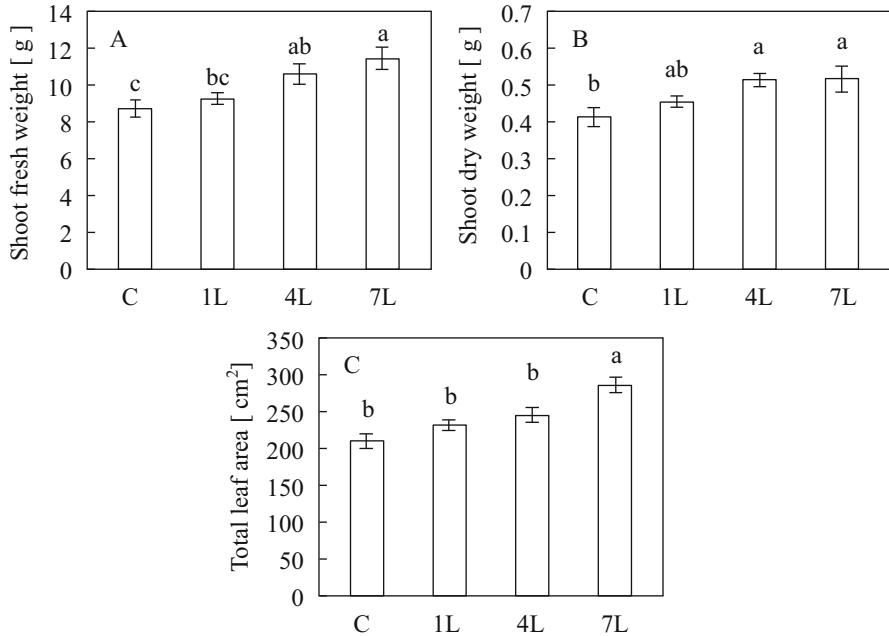 Shoot fresh weight [ g ]
14
12
10
8
6
4
2
0
A
c
bc
ab
a
C
1L
4L
7L
Shoot dry weight [ g ]
0.7
0.6
0.5
0.4
0.3
0.2
0.1
0
B
b
ab
a
a
C
1L
4L
7L
Total leaf area [ cm²]
350
300
250
200
150
100
50
0
C
b
b
b
a
C
1L
4L
7L